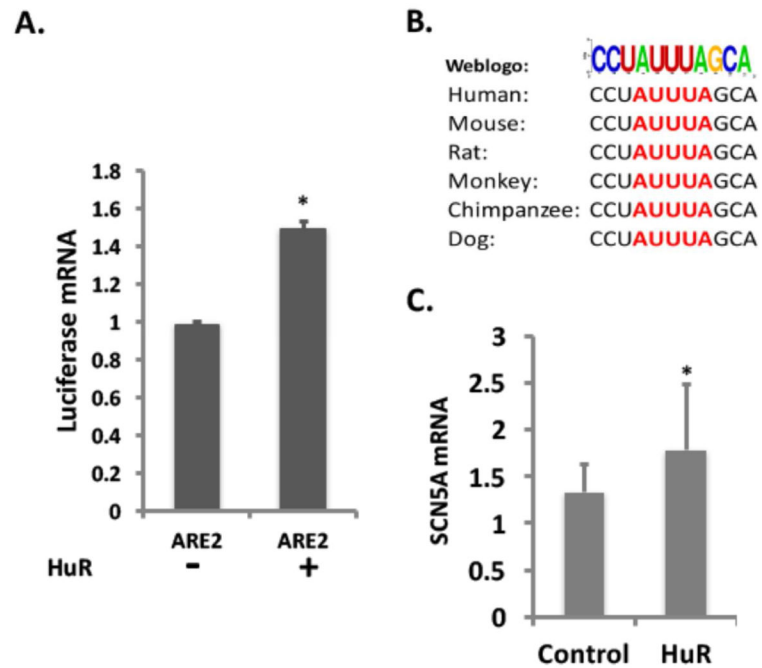 A.
Luciferase mRNA
1.8
1.6
1.4
1.2
1
0.8
0.6
0.4
0.2
0
*
ARE2 ARE2
HuR - +
B.
Weblogo: CCUAUUUAGCA
Human: CCUAUUUAGCA
Mouse: CCUAUUUAGCA
Rat: CCUAUUUAGCA
Monkey: CCUAUUUAGCA
Chimpanzee: CCUAUUUAGCA
Dog: CCUAUUUAGCA
C.
SCN5A mRNA
3
2.5
2
1.5
1
0.5
0
*
Control HuR